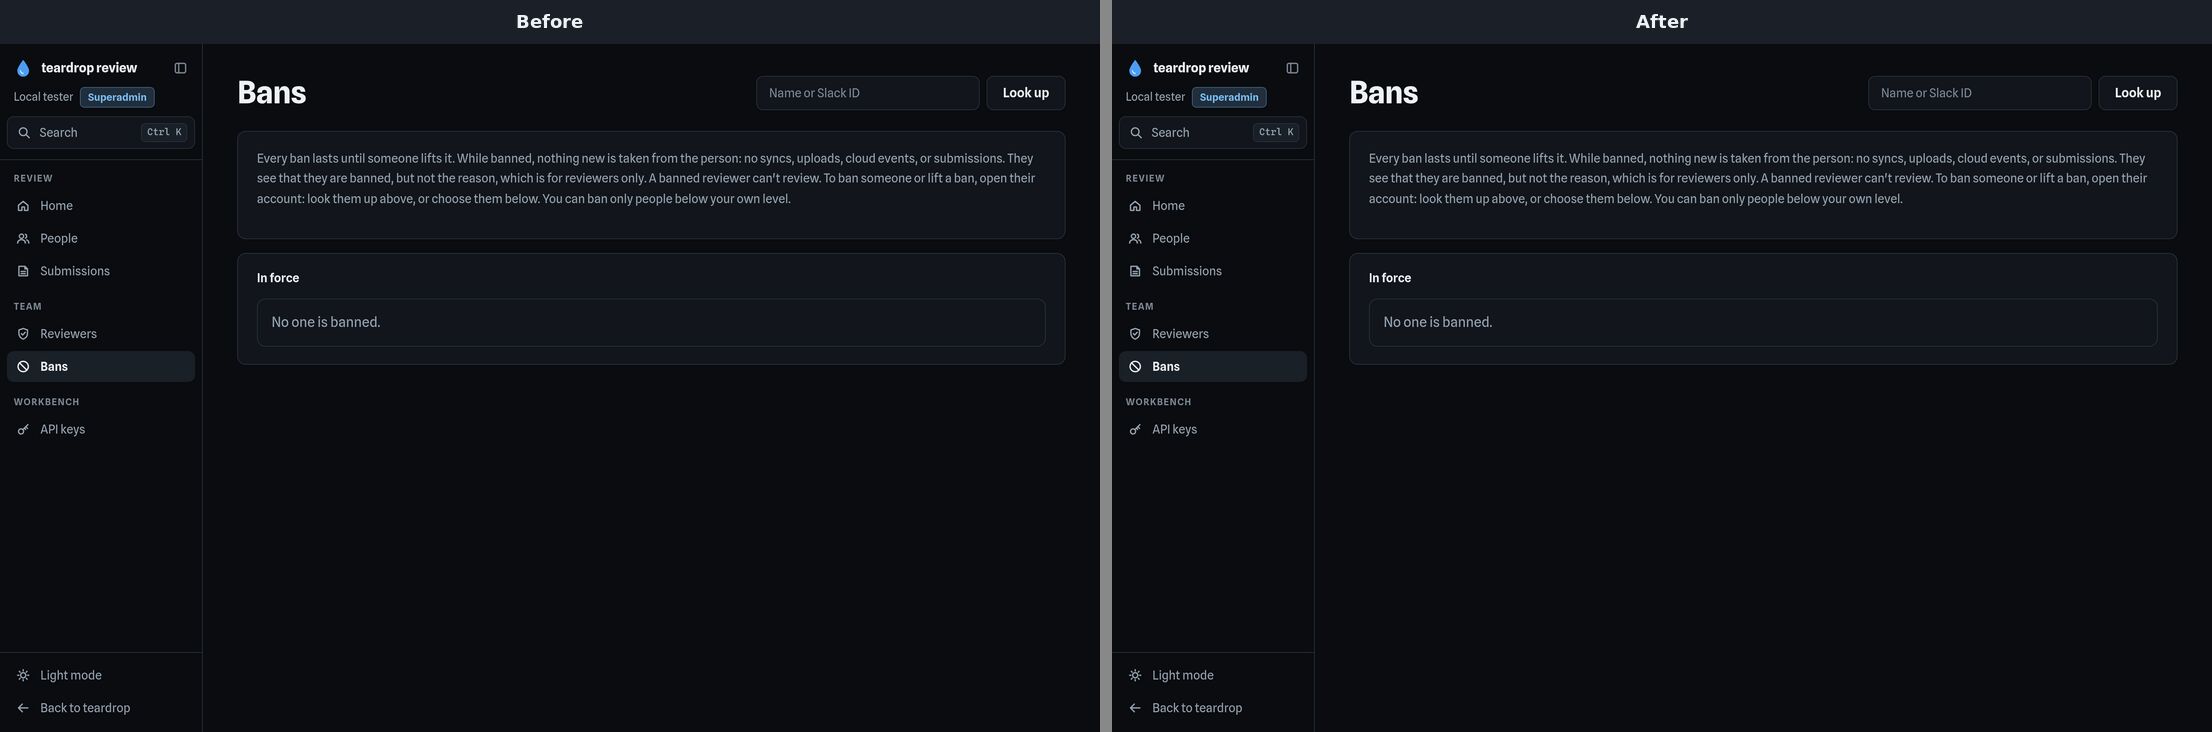 Before
teardrop review
Local tester Superadmin
Search Ctrl K
REVIEW
Home
People
Submissions
TEAM
Reviewers
Bans
WORKBENCH
API keys
Light mode
Back to teardrop
Bans
Name or Slack ID Look up
Every ban lasts until someone lifts it. While banned, nothing new is taken from the person: no syncs, uploads, cloud events, or submissions. They
see that they are banned, but not the reason, which is for reviewers only. A banned reviewer can't review. To ban someone or lift a ban, open their
account: look them up above, or choose them below. You can ban only people below your own level.
In force
No one is banned.
After
teardrop review
Local tester Superadmin
Search Ctrl K
REVIEW
Home
People
Submissions
TEAM
Reviewers
Bans
WORKBENCH
API keys
Light mode
Back to teardrop
Bans
Name or Slack ID Look up
Every ban lasts until someone lifts it. While banned, nothing new is taken from the person: no syncs, uploads, cloud events, or submissions. They
see that they are banned, but not the reason, which is for reviewers only. A banned reviewer can't review. To ban someone or lift a ban, open their
account: look them up above, or choose them below. You can ban only people below your own level.
In force
No one is banned.